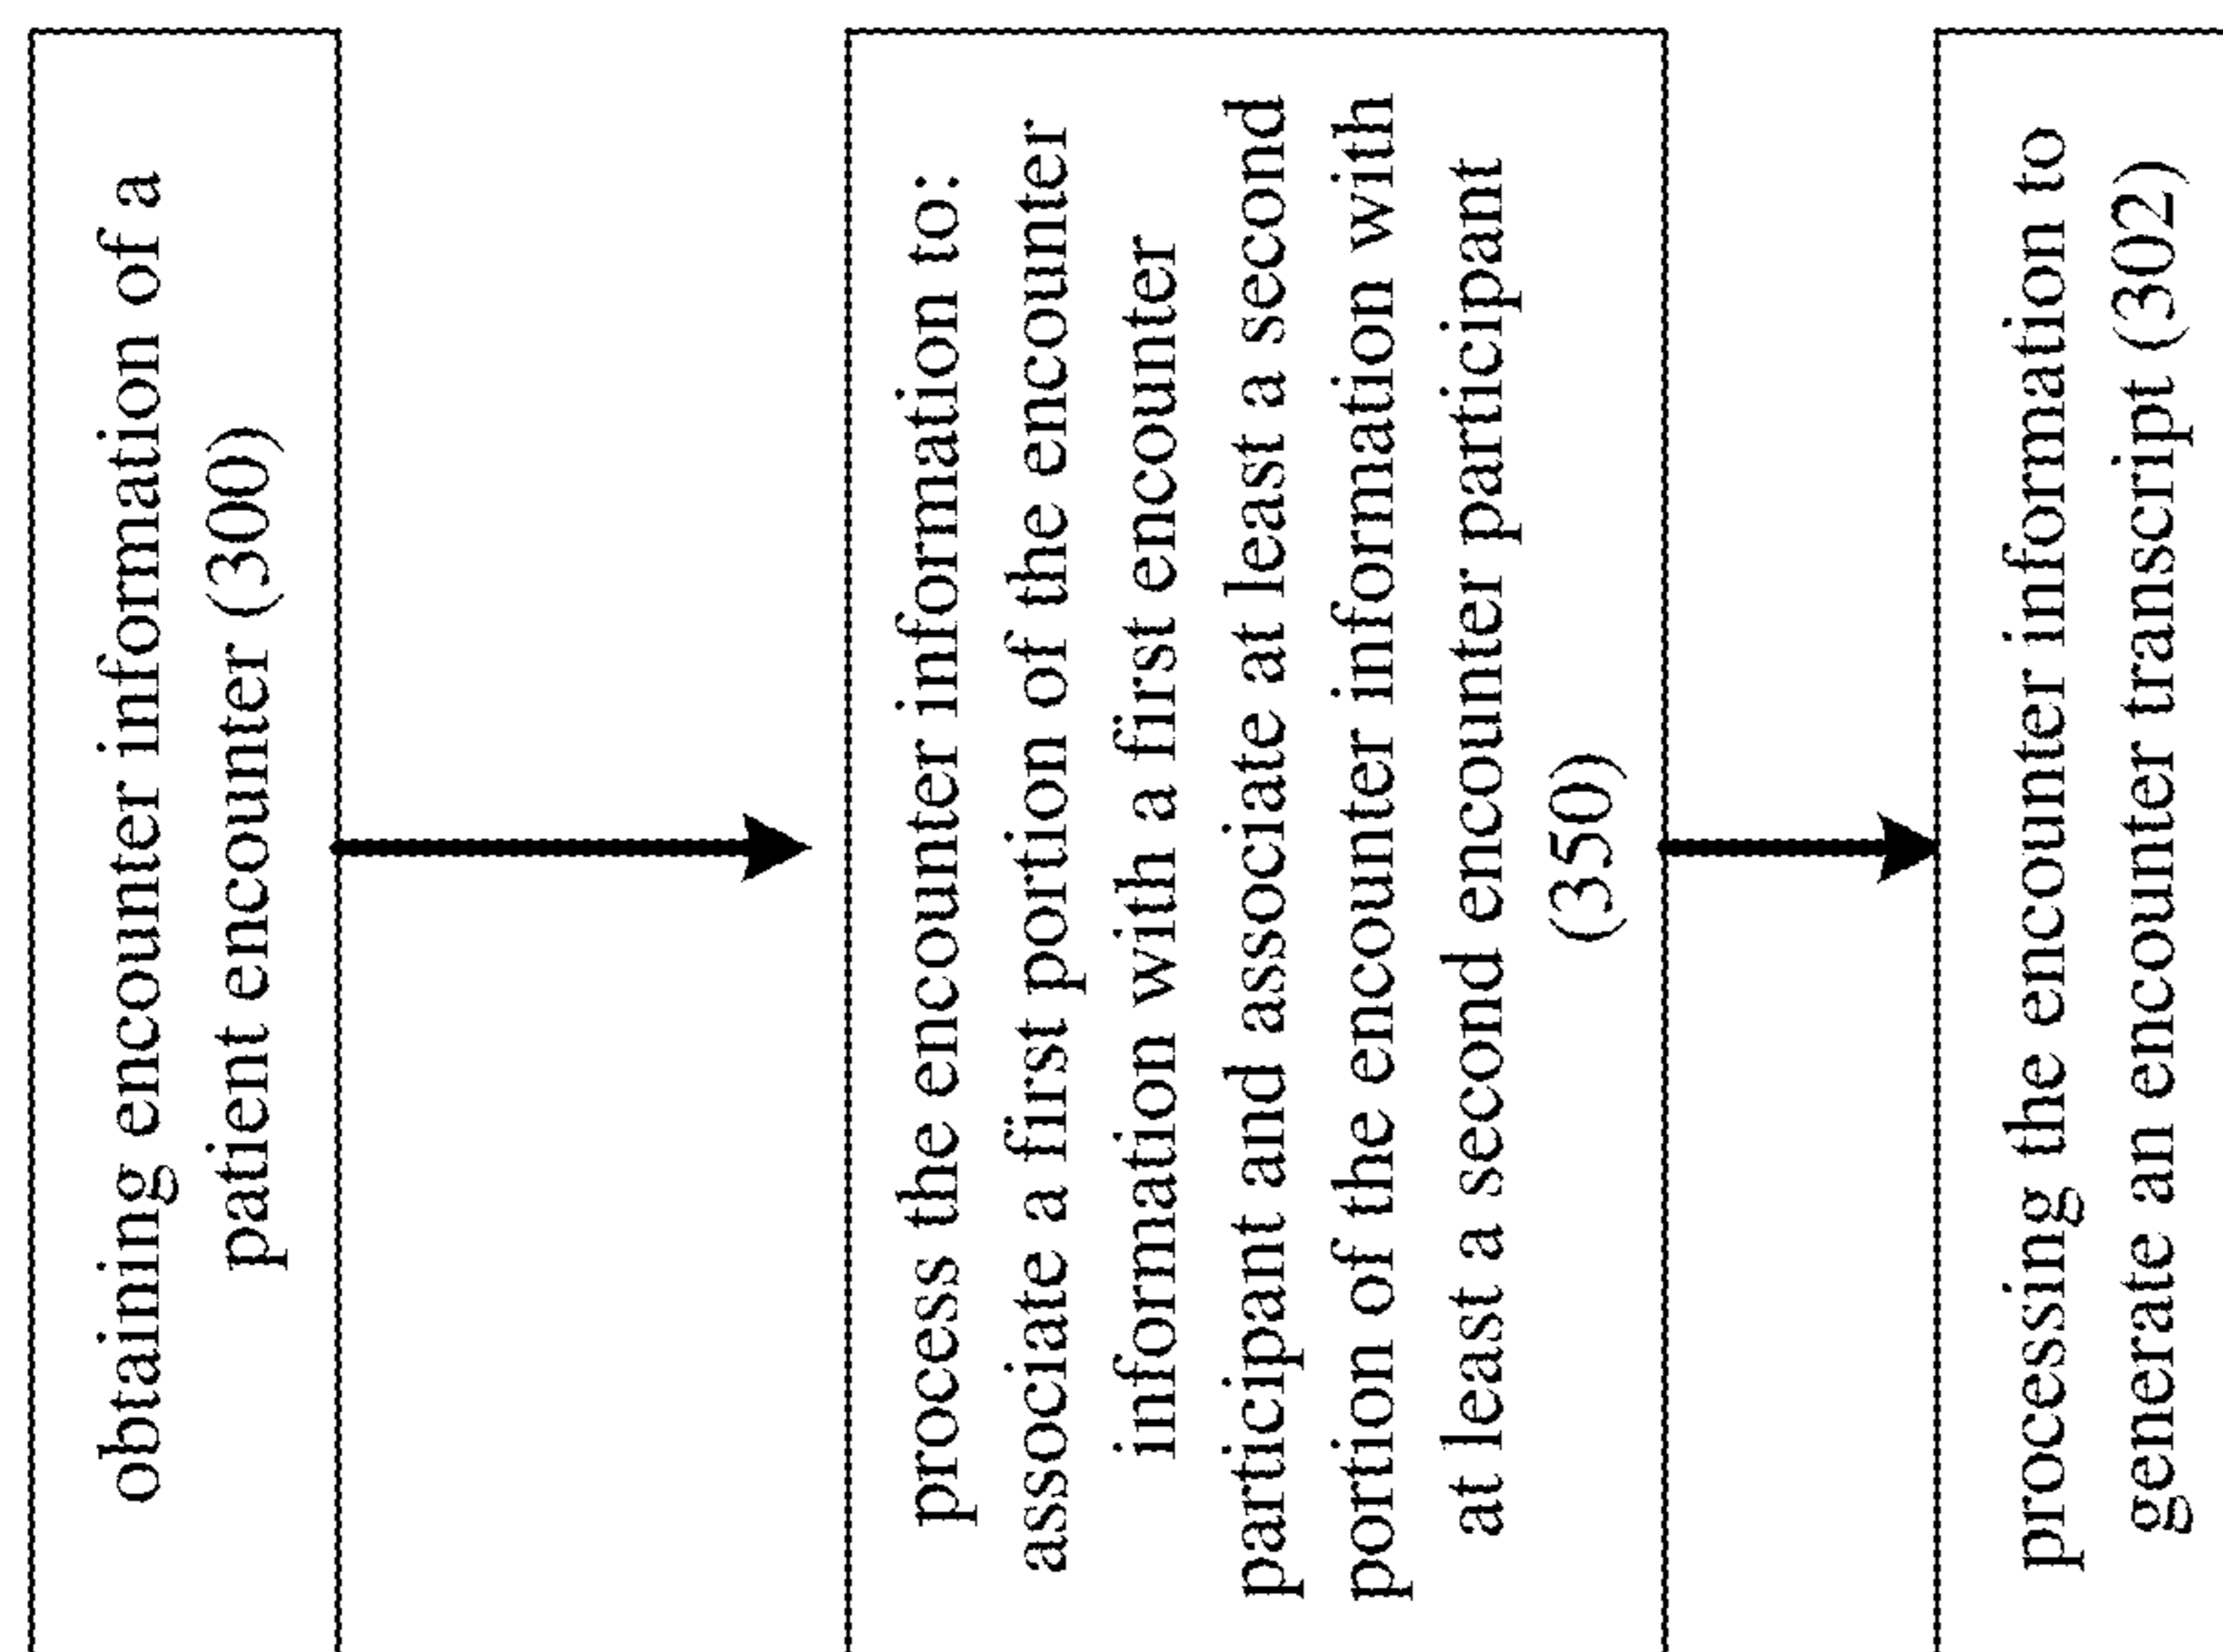 obtaining encounter information of a
patient encounter (300)
process the encounter information to:
associate a first portion of the encounter
information with a first encounter
participant and associate at least a second
portion of the encounter information with
at least a second encounter participant
(350)
processing the encounter information to
generate an encounter transcript (302)